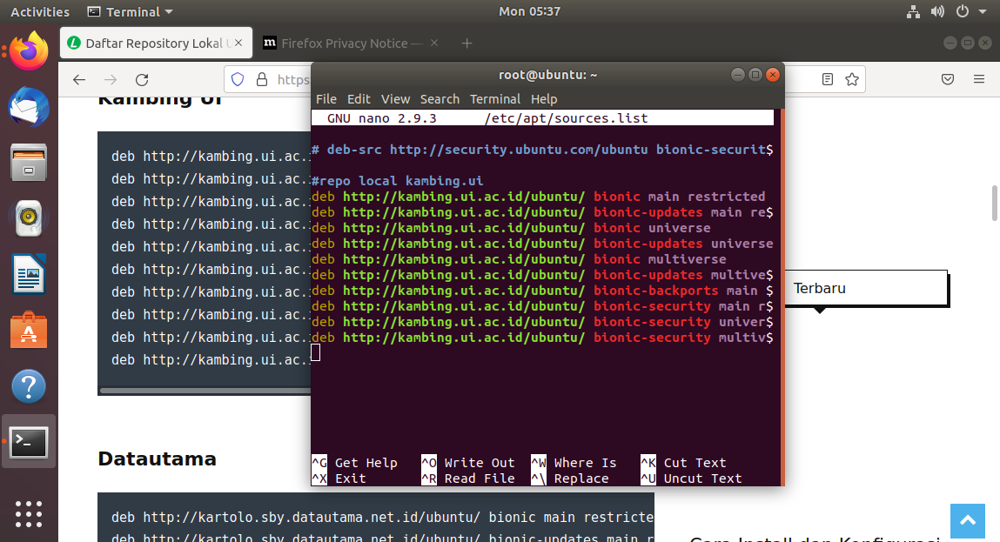 Activities
Terminal
Mon 05:37
Daftar Repository Lokal U
Firefox Privacy Notice —
https
root@ubuntu: ~
File Edit View Search Terminal Help
GNU nano 2.9.3 /etc/apt/sources.list
# deb-src http://security.ubuntu.com/ubuntu bionic-securit$
#repo local kambing.ui
deb http://kambing.ui.ac.id/ubuntu/ bionic main restricted
deb http://kambing.ui.ac.id/ubuntu/ bionic-updates main re$
deb http://kambing.ui.ac.id/ubuntu/ bionic universe
deb http://kambing.ui.ac.id/ubuntu/ bionic-updates universe
deb http://kambing.ui.ac.id/ubuntu/ bionic multiverse
deb http://kambing.ui.ac.id/ubuntu/ bionic-updates multive$
deb http://kambing.ui.ac.id/ubuntu/ bionic-backports main $
deb http://kambing.ui.ac.id/ubuntu/ bionic-security main r$
deb http://kambing.ui.ac.id/ubuntu/ bionic-security univer$
deb http://kambing.ui.ac.id/ubuntu/ bionic-security multiv$
^G Get Help ^O Write Out ^W Where Is ^K Cut Text
^X Exit ^R Read File ^\ Replace ^U Uncut Text
Kambing UI
deb http://kambing.ui.ac.i
deb http://kambing.ui.ac.i
deb http://kambing.ui.ac.i
deb http://kambing.ui.ac.i
deb http://kambing.ui.ac.i
deb http://kambing.ui.ac.i
deb http://kambing.ui.ac.i
deb http://kambing.ui.ac.i
deb http://kambing.ui.ac.i
deb http://kambing.ui.ac.i
Terbaru
Datautama
deb http://kartolo.sby.datautama.net.id/ubuntu/ bionic main restricte
deb http://kartolo.sby.datautama.net.id/ubuntu/ bionic-updates main r
Cara Install dan Konfigurasi